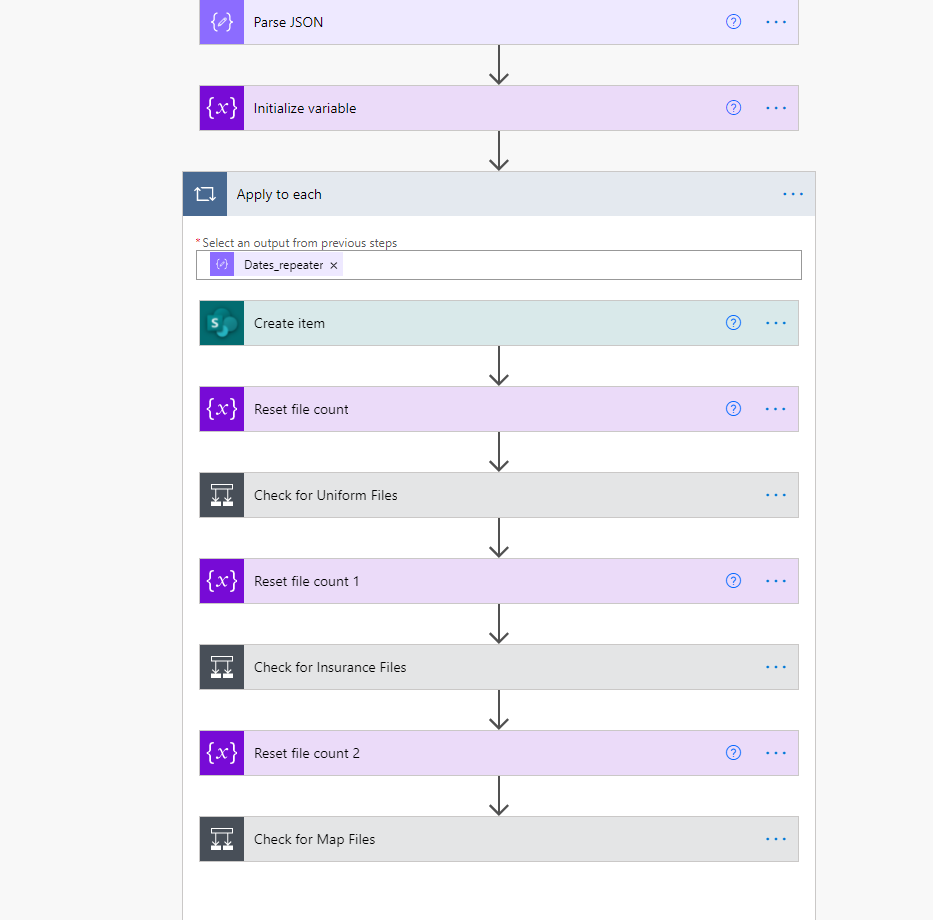 Parse JSON
{x} Initialize variable
Apply to each
*Select an output from previous steps
Dates_repeater ×
S Create item
{x} Reset file count
Check for Uniform Files
{x} Reset file count 1
Check for Insurance Files
{x} Reset file count 2
Check for Map Files